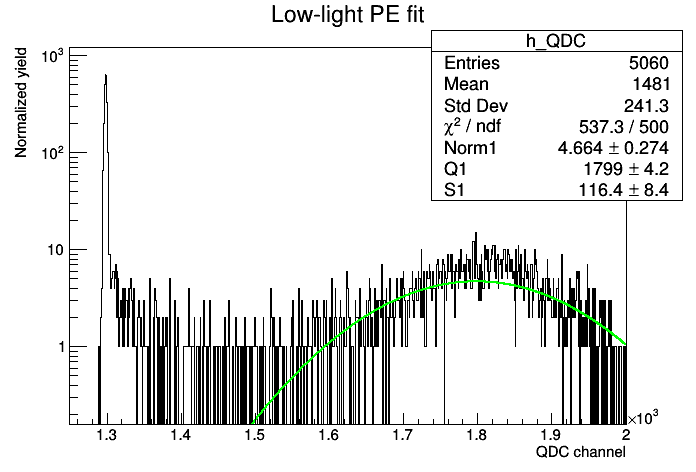 Low-light PE fit
h_QDC
Entries 5060
Mean 1481
Std Dev 241.3
χ² / ndf 537.3 / 500
Norm1 4.664 ± 0.274
Q1 1799 ± 4.2
S1 116.4 ± 8.4
Normalized yield
10³
10²
10
1
1.3 1.4 1.5 1.6 1.7 1.8 1.9 2
×10³
QDC channel